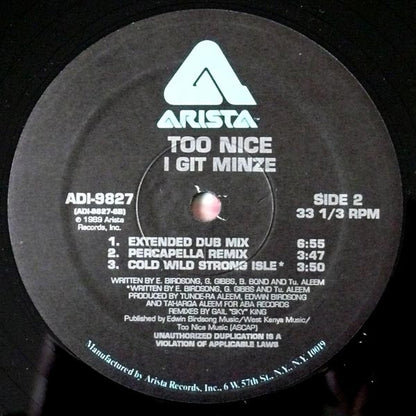 ARISTA™
TOO NICE
I GIT MINZE
ADI-9827
(ADI-9827-SB)
℗ 1989 Arista
Records, Inc.
SIDE 2
33 1/3 RPM
1. EXTENDED DUB MIX 6:55
2. PERCAPELLA REMIX 3:47
3. COLD WILD STRONG ISLE* 3:50
WRITTEN BY E. BIRDSONG, G. GIBBS, B. BOND AND Tu. ALEEM
*WRITTEN BY E. BIRDSONG, G. GIBBS AND Tu. ALEEM
PRODUCED BY TUNDE-RA ALEEM, EDWIN BIRDSONG
AND TAHARQA ALEEM FOR ABA RECORDS
REMIXES BY GAIL "SKY" KING
Published by Edwin Birdsong Music/West Kenya Music/
Too Nice Music (ASCAP)
UNAUTHORIZED DUPLICATION IS A
VIOLATION OF APPLICABLE LAWS
Manufactured by Arista Records, Inc., 6 W. 57th St., N.Y., N.Y. 10019